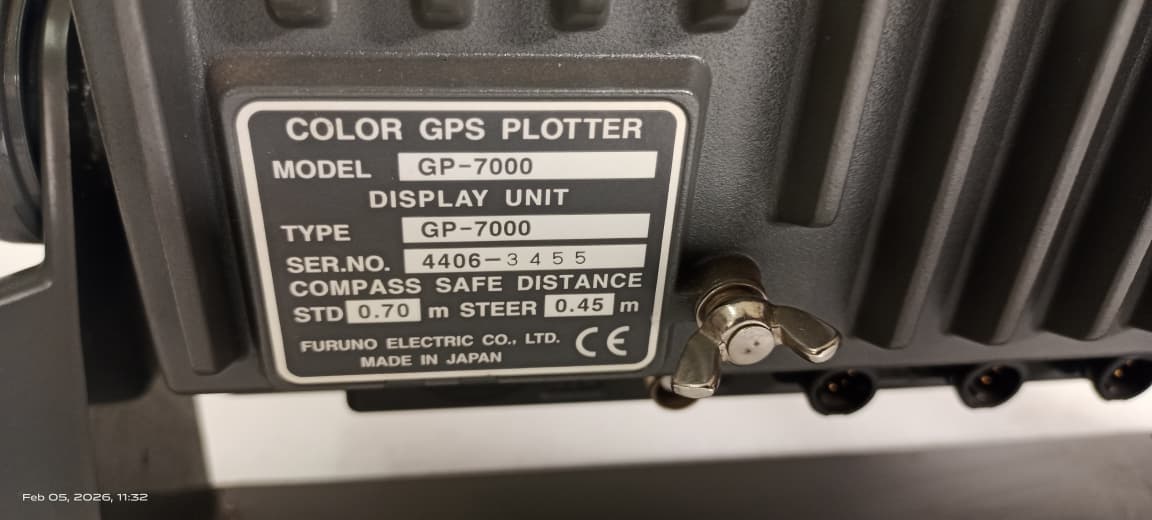 COLOR GPS PLOTTER
MODEL GP-7000
DISPLAY UNIT
TYPE GP-7000
SER.NO. 4406-3455
COMPASS SAFE DISTANCE
STD 0.70 m STEER 0.45 m
FURUNO ELECTRIC CO., LTD. CE
MADE IN JAPAN
Feb 05, 2026, 11:32